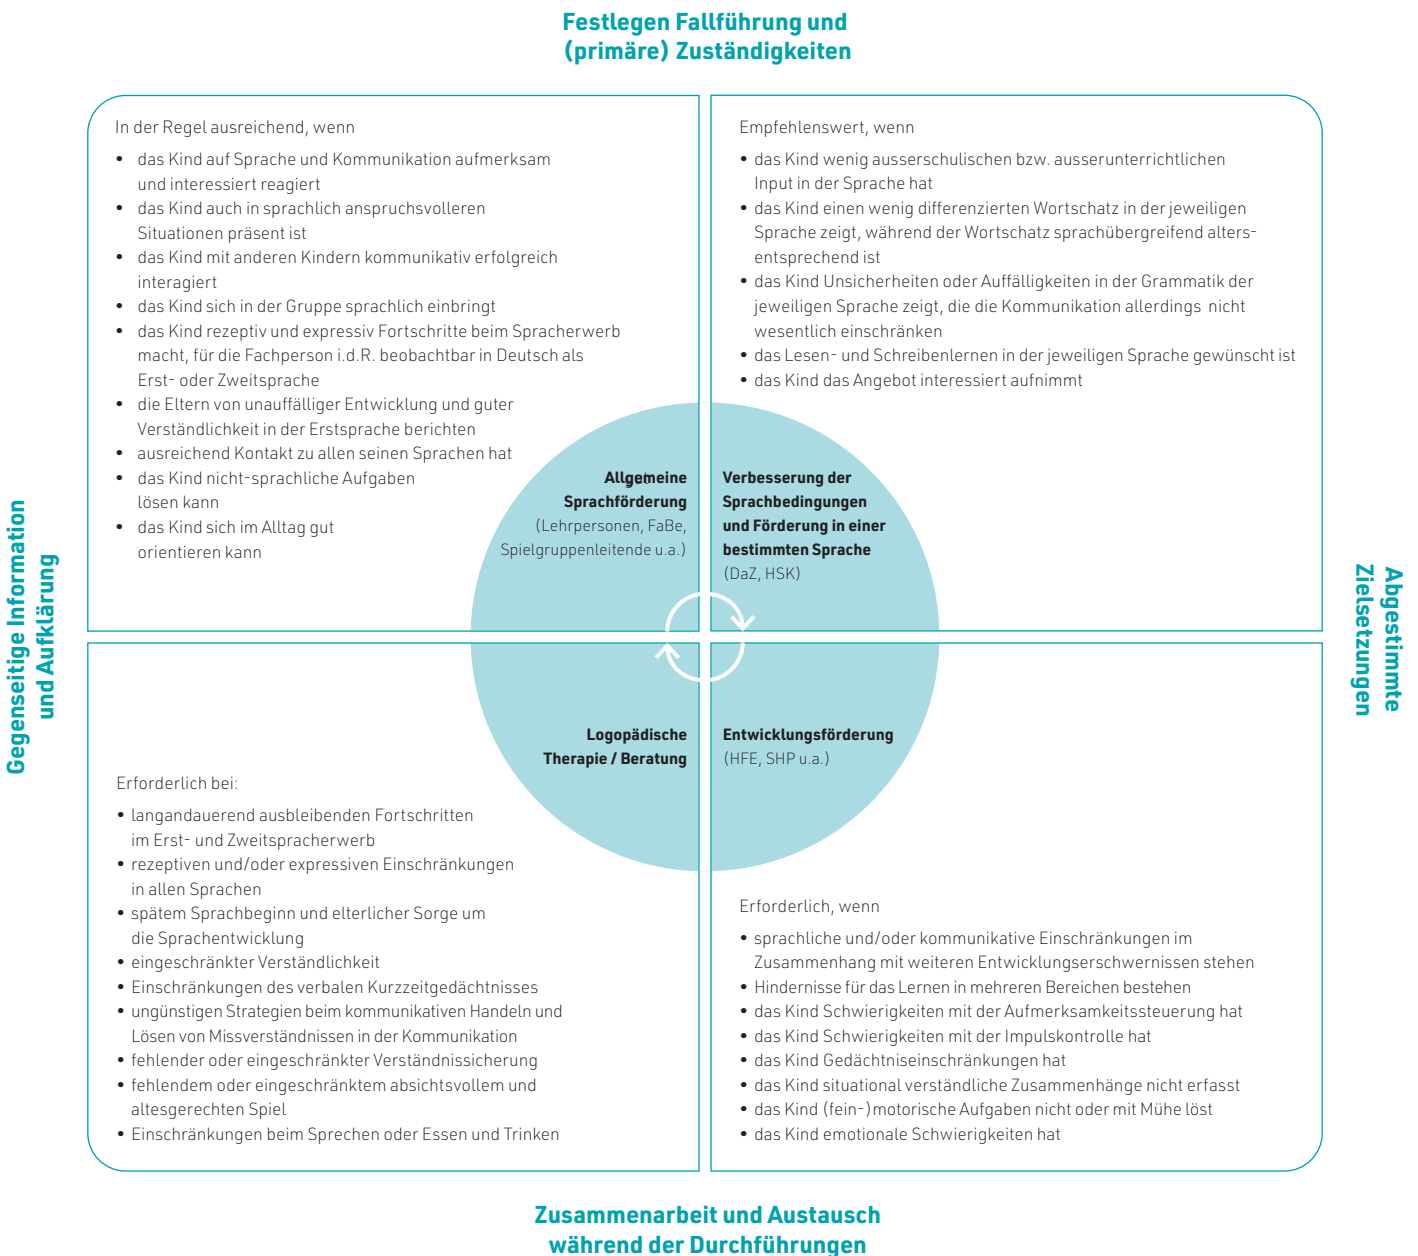 Festlegen Fallführung und
(primäre) Zuständigkeiten
Gegenseitige Information
und Aufklärung
In der Regel ausreichend, wenn
• das Kind auf Sprache und Kommunikation aufmerksam
und interessiert reagiert
• das Kind auch in sprachlich anspruchsvolleren
Situationen präsent ist
• das Kind mit anderen Kindern kommunikativ erfolgreich
interagiert
• das Kind sich in der Gruppe sprachlich einbringt
• das Kind rezeptiv und expressiv Fortschritte beim Spracherwerb
macht, für die Fachperson i.d.R. beobachtbar in Deutsch als
Erst- oder Zweitsprache
• die Eltern von unauffälliger Entwicklung und guter
Verständlichkeit in der Erstsprache berichten
• ausreichend Kontakt zu allen seinen Sprachen hat
• das Kind nicht-sprachliche Aufgaben
lösen kann
• das Kind sich im Alltag gut
orientieren kann
Allgemeine
Sprachförderung
(Lehrpersonen, FaBe,
Spielgruppenleitende u.a.)
Empfehlenswert, wenn
• das Kind wenig ausserschulischen bzw. ausserunterrichtlichen
Input in der Sprache hat
• das Kind einen wenig differenzierten Wortschatz in der jeweiligen
Sprache zeigt, während der Wortschatz sprachübergreifend alters-
entsprechend ist
• das Kind Unsicherheiten oder Auffälligkeiten in der Grammatik der
jeweiligen Sprache zeigt, die die Kommunikation allerdings nicht
wesentlich einschränken
• das Lesen- und Schreibenlernen in der jeweiligen Sprache gewünscht ist
• das Kind das Angebot interessiert aufnimmt
Verbesserung der
Sprachbedingungen
und Förderung in einer
bestimmten Sprache
(DaZ, HSK)
Abgestimmte
Zielsetzungen
Logopädische
Therapie / Beratung
Erforderlich bei:
• langandauernd ausbleibenden Fortschritten
im Erst- und Zweitspracherwerb
• rezeptiven und/oder expressiven Einschränkungen
in allen Sprachen
• spätem Sprachbeginn und elterlicher Sorge um
die Sprachentwicklung
• eingeschränkter Verständlichkeit
• Einschränkungen des verbalen Kurzzeitgedächtnisses
• ungünstigen Strategien beim kommunikativen Handeln und
Lösen von Missverständnissen in der Kommunikation
• fehlender oder eingeschränkter Verständnissicherung
• fehlendem oder eingeschränktem absichtsvollem und
altesgerechten Spiel
• Einschränkungen beim Sprechen oder Essen und Trinken
Entwicklungsförderung
(HFE, SHP u.a.)
Erforderlich, wenn
• sprachliche und/oder kommunikative Einschränkungen im
Zusammenhang mit weiteren Entwicklungserschwernissen stehen
• Hindernisse für das Lernen in mehreren Bereichen bestehen
• das Kind Schwierigkeiten mit der Aufmerksamkeitssteuerung hat
• das Kind Schwierigkeiten mit der Impulskontrolle hat
• das Kind Gedächtniseinschränkungen hat
• das Kind situational verständliche Zusammenhänge nicht erfasst
• das Kind (fein-)motorische Aufgaben nicht oder mit Mühe löst
• das Kind emotionale Schwierigkeiten hat
Zusammenarbeit und Austausch
während der Durchführungen